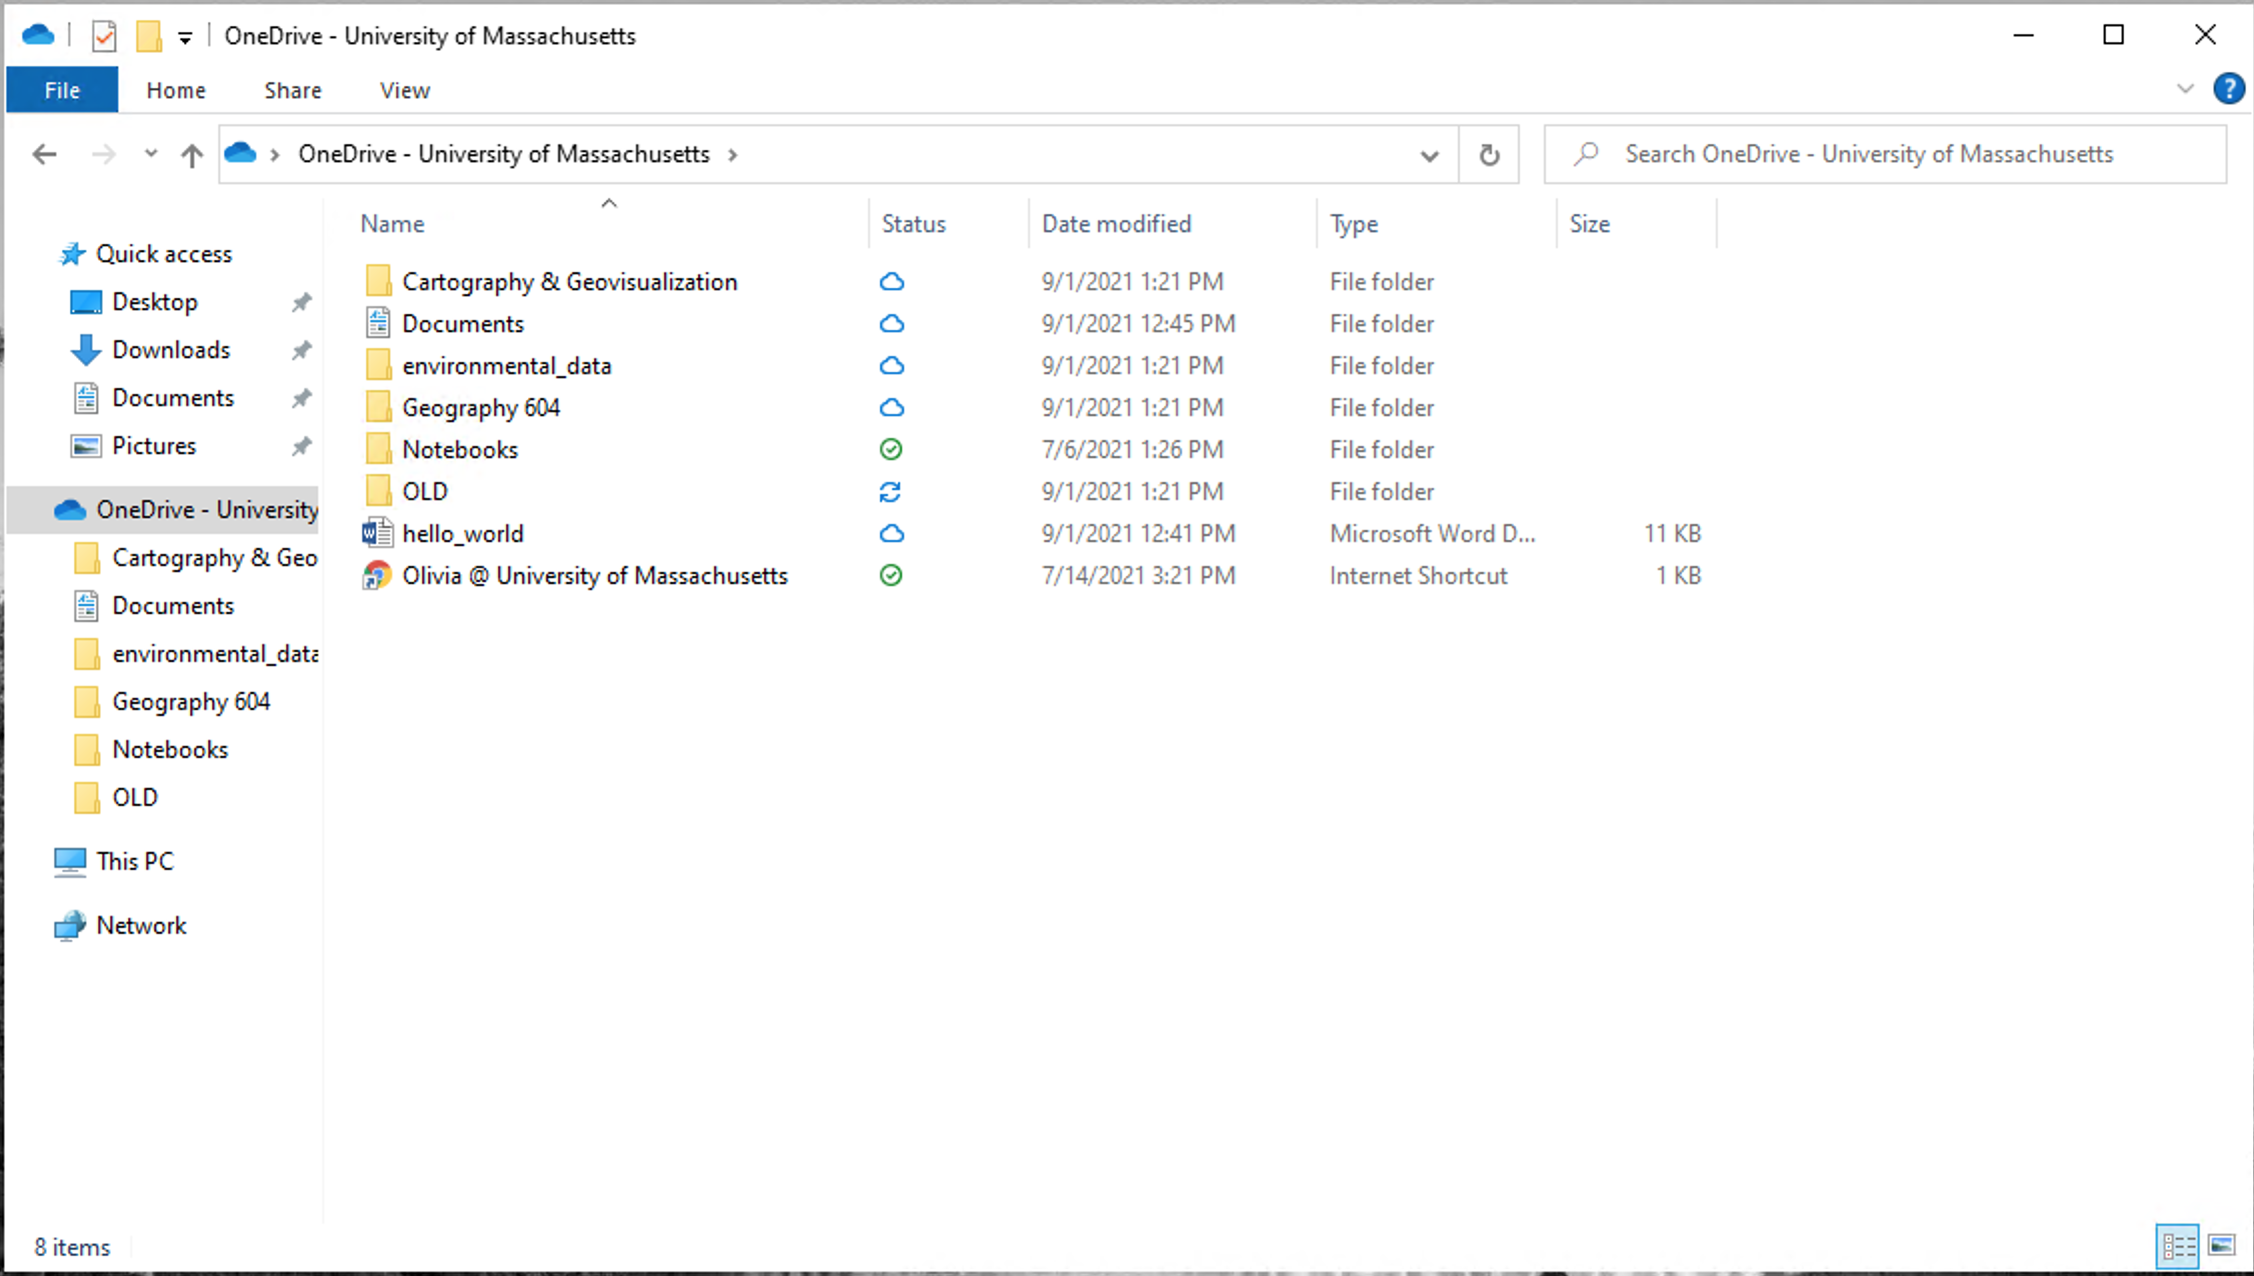 OneDrive - University of Massachusetts
File Home Share View
?
OneDrive - University of Massachusetts
Search OneDrive - University of Massachusetts
Name Status Date modified Type Size
Quick access
Desktop
Downloads
Documents
Pictures
OneDrive - University
Cartography & Geo
Documents
environmental_data
Geography 604
Notebooks
OLD
This PC
Network
Cartography & Geovisualization 9/1/2021 1:21 PM File folder
Documents 9/1/2021 12:45 PM File folder
environmental_data 9/1/2021 1:21 PM File folder
Geography 604 9/1/2021 1:21 PM File folder
Notebooks 7/6/2021 1:26 PM File folder
OLD 9/1/2021 1:21 PM File folder
hello_world 9/1/2021 12:41 PM Microsoft Word D... 11 KB
Olivia @ University of Massachusetts 7/14/2021 3:21 PM Internet Shortcut 1 KB
8 items